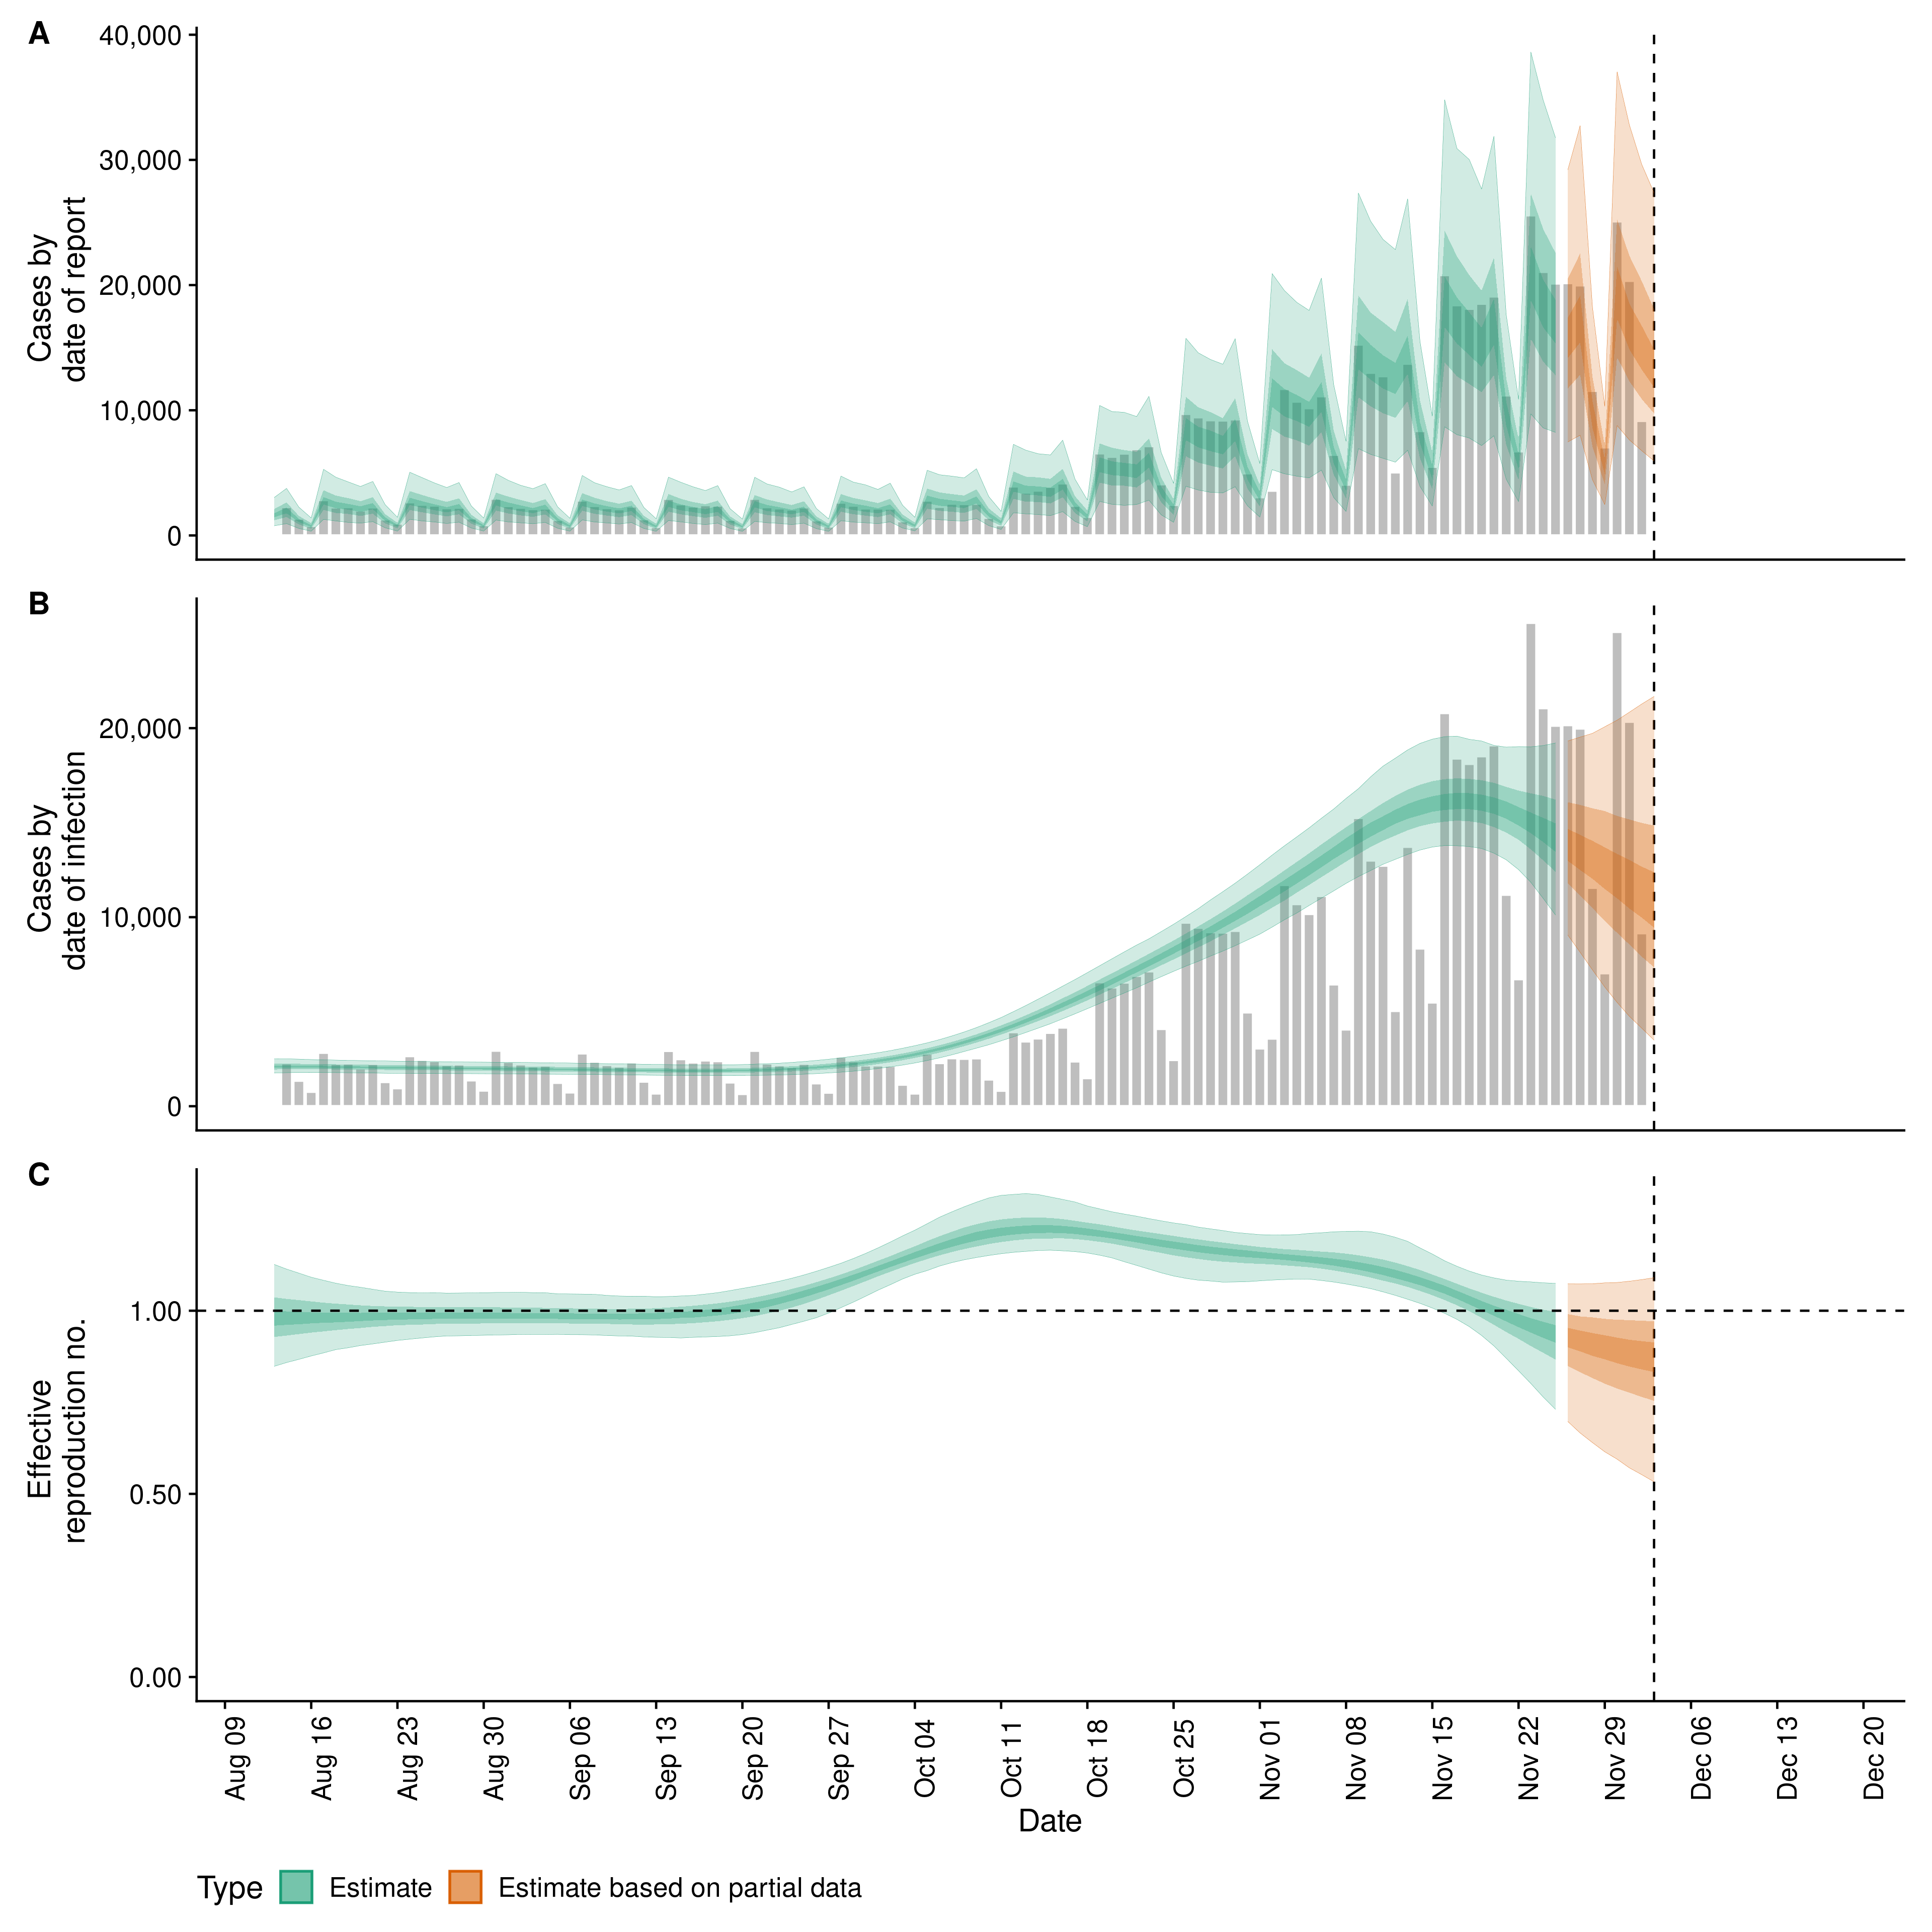 A
Cases by
date of report
40,000
30,000
20,000
10,000
0
B
Cases by
date of infection
20,000
10,000
0
C
Effective
reproduction no.
1.00
0.50
0.00
Aug 09
Aug 16
Aug 23
Aug 30
Sep 06
Sep 13
Sep 20
Sep 27
Oct 04
Oct 11
Oct 18
Oct 25
Nov 01
Nov 08
Nov 15
Nov 22
Nov 29
Dec 06
Dec 13
Dec 20
Date
Type Estimate Estimate based on partial data